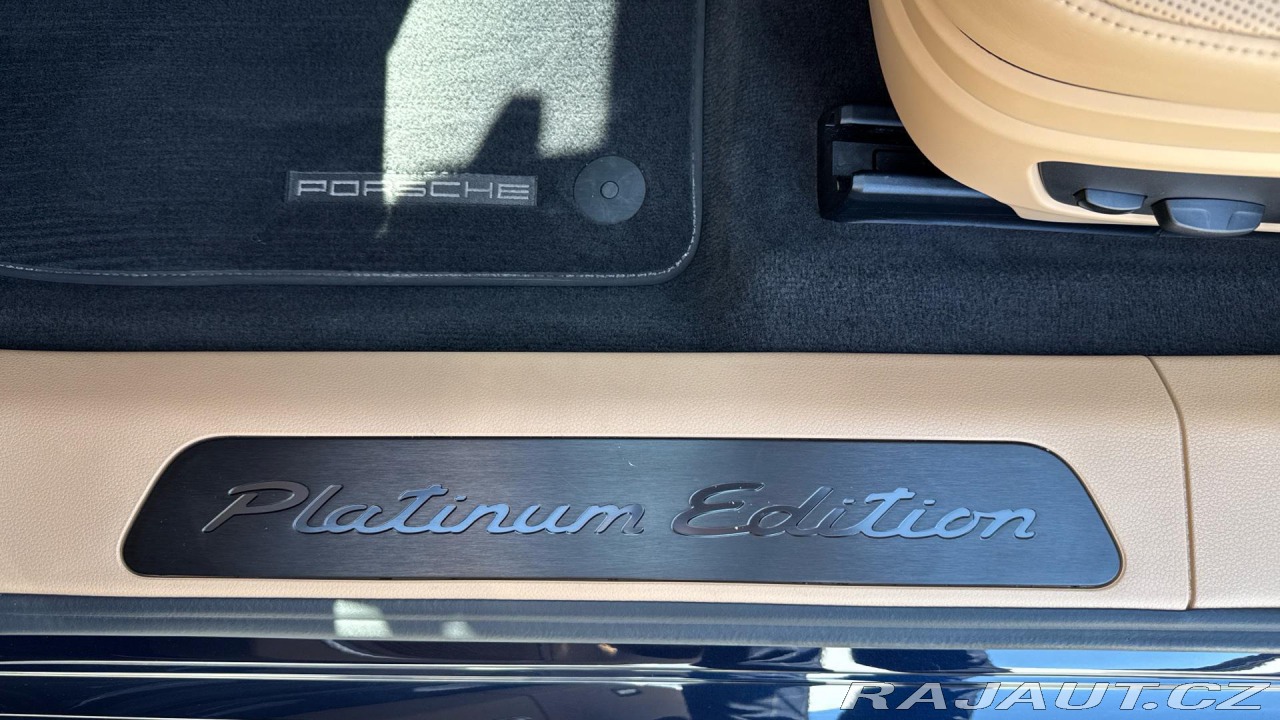 PORSCHE
Platinum Edition
RAJAUT.CZ